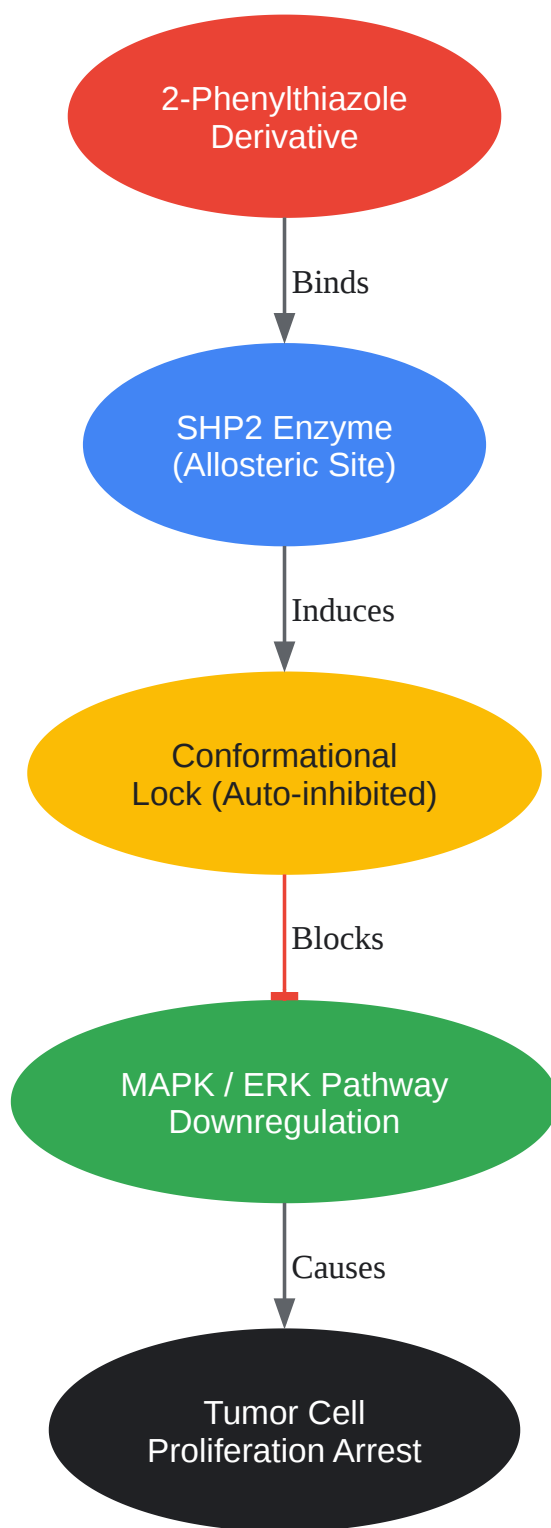 2-Phenylthiazole
Derivative
Binds
SHP2 Enzyme
(Allosteric Site)
Induces
Conformational
Lock (Auto-inhibited)
Blocks
MAPK / ERK Pathway
Downregulation
Causes
Tumor Cell
Proliferation Arrest